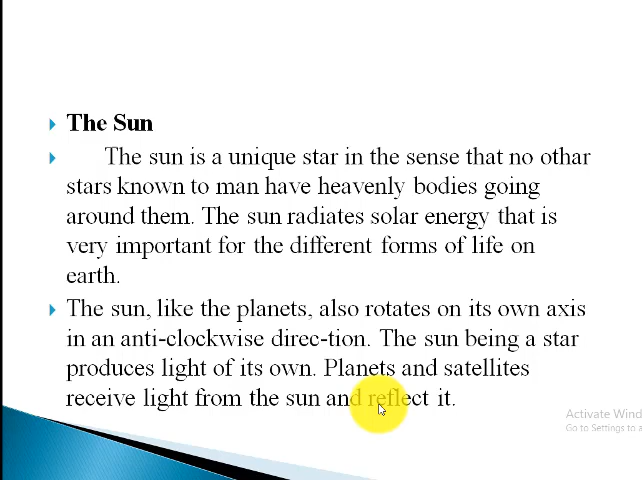 The Sun
The sun is a unique star in the sense that no othar
stars known to man have heavenly bodies going
around them. The sun radiates solar energy that is
very important for the different forms of life on
earth.
The sun, like the planets, also rotates on its own axis
in an anti-clockwise direc-tion. The sun being a star
produces light of its own. Planets and satellites
receive light from the sun and reflect it.
Activate Wind
Go to Settings to a